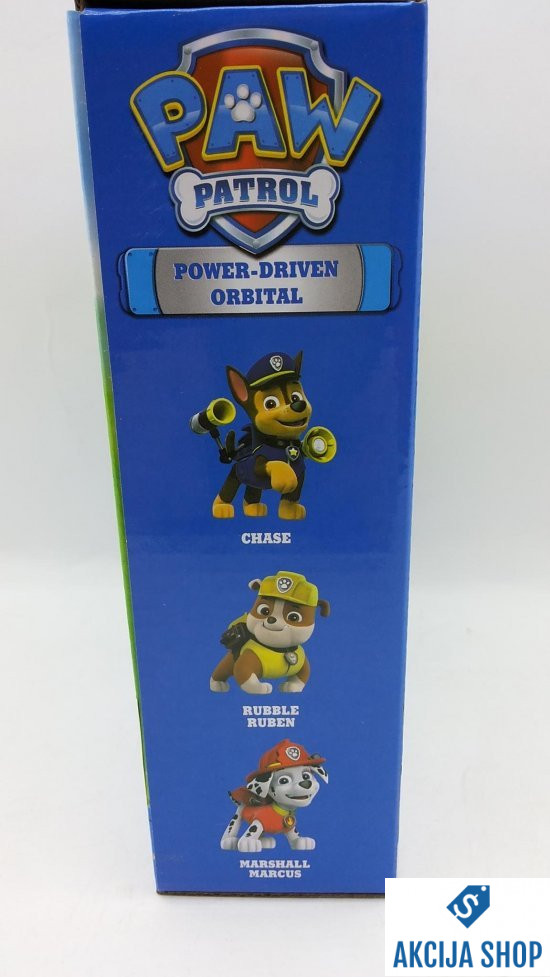 PAW
PATROL
POWER-DRIVEN
ORBITAL
CHASE
RUBBLE
RUBEN
MARSHALL
MARCUS
AKCIJA SHOP